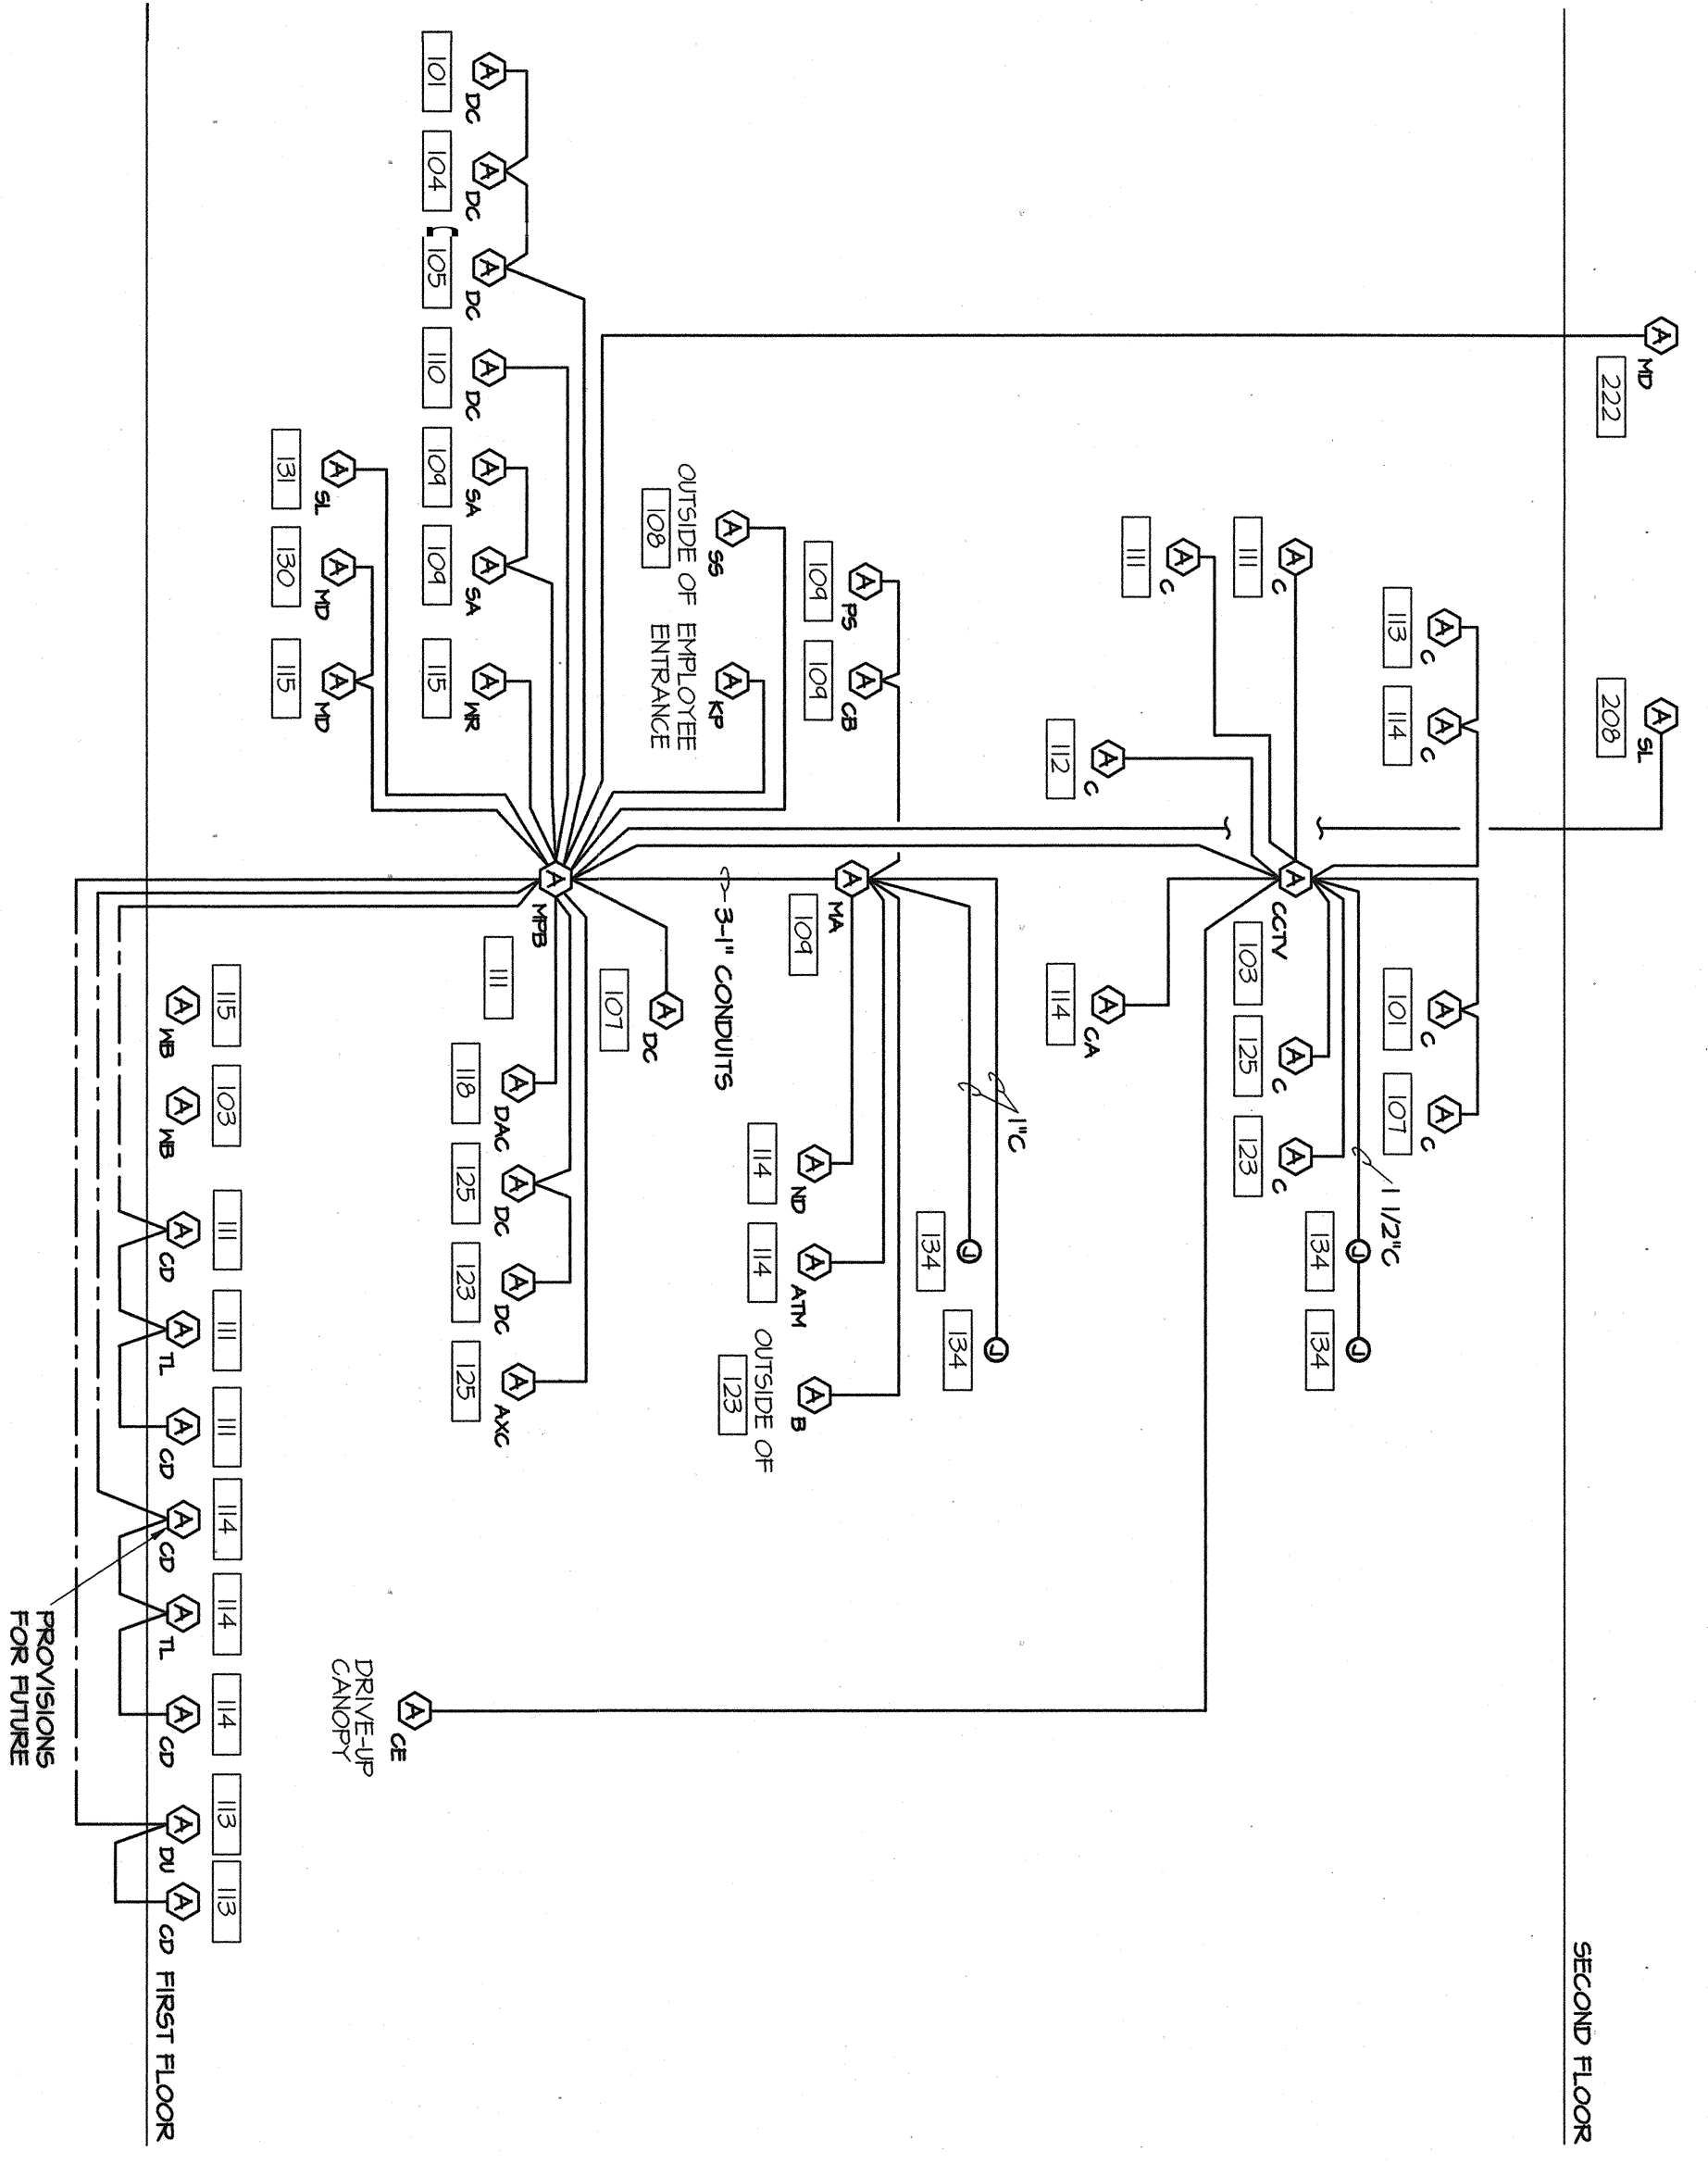 SECOND FLOOR
A MD
222
A SL
208
A C
113
A C
114
A C
101
A C
107
1 1/2"C
J
134
J
134
A C
111
A C
111
A CCTV
103
A C
125
A C
123
A C
112
A CA
114
1"C
J
134
J
134
A PS
109
A CB
109
A MA
109
A ND
114
A ATM
114
A B
OUTSIDE OF
123
A SS
A KP
OUTSIDE OF EMPLOYEE
ENTRANCE
108
3-1" CONDUITS
A DC
107
A DC
101
A DC
104
A DC
105
A DC
110
A SA
109
A SA
109
A WR
115
A MPB
111
A DAC
118
A DC
125
A DC
123
A AXC
125
A SL
131
A MD
130
A MD
115
A CE
DRIVE-UP
CANOPY
115
A WB
103
A WB
111
A CD
111
A TL
111
A CD
114
A CD
114
A TL
114
A CD
113
A DU
113
A CD
FIRST FLOOR
PROVISIONS
FOR FUTURE